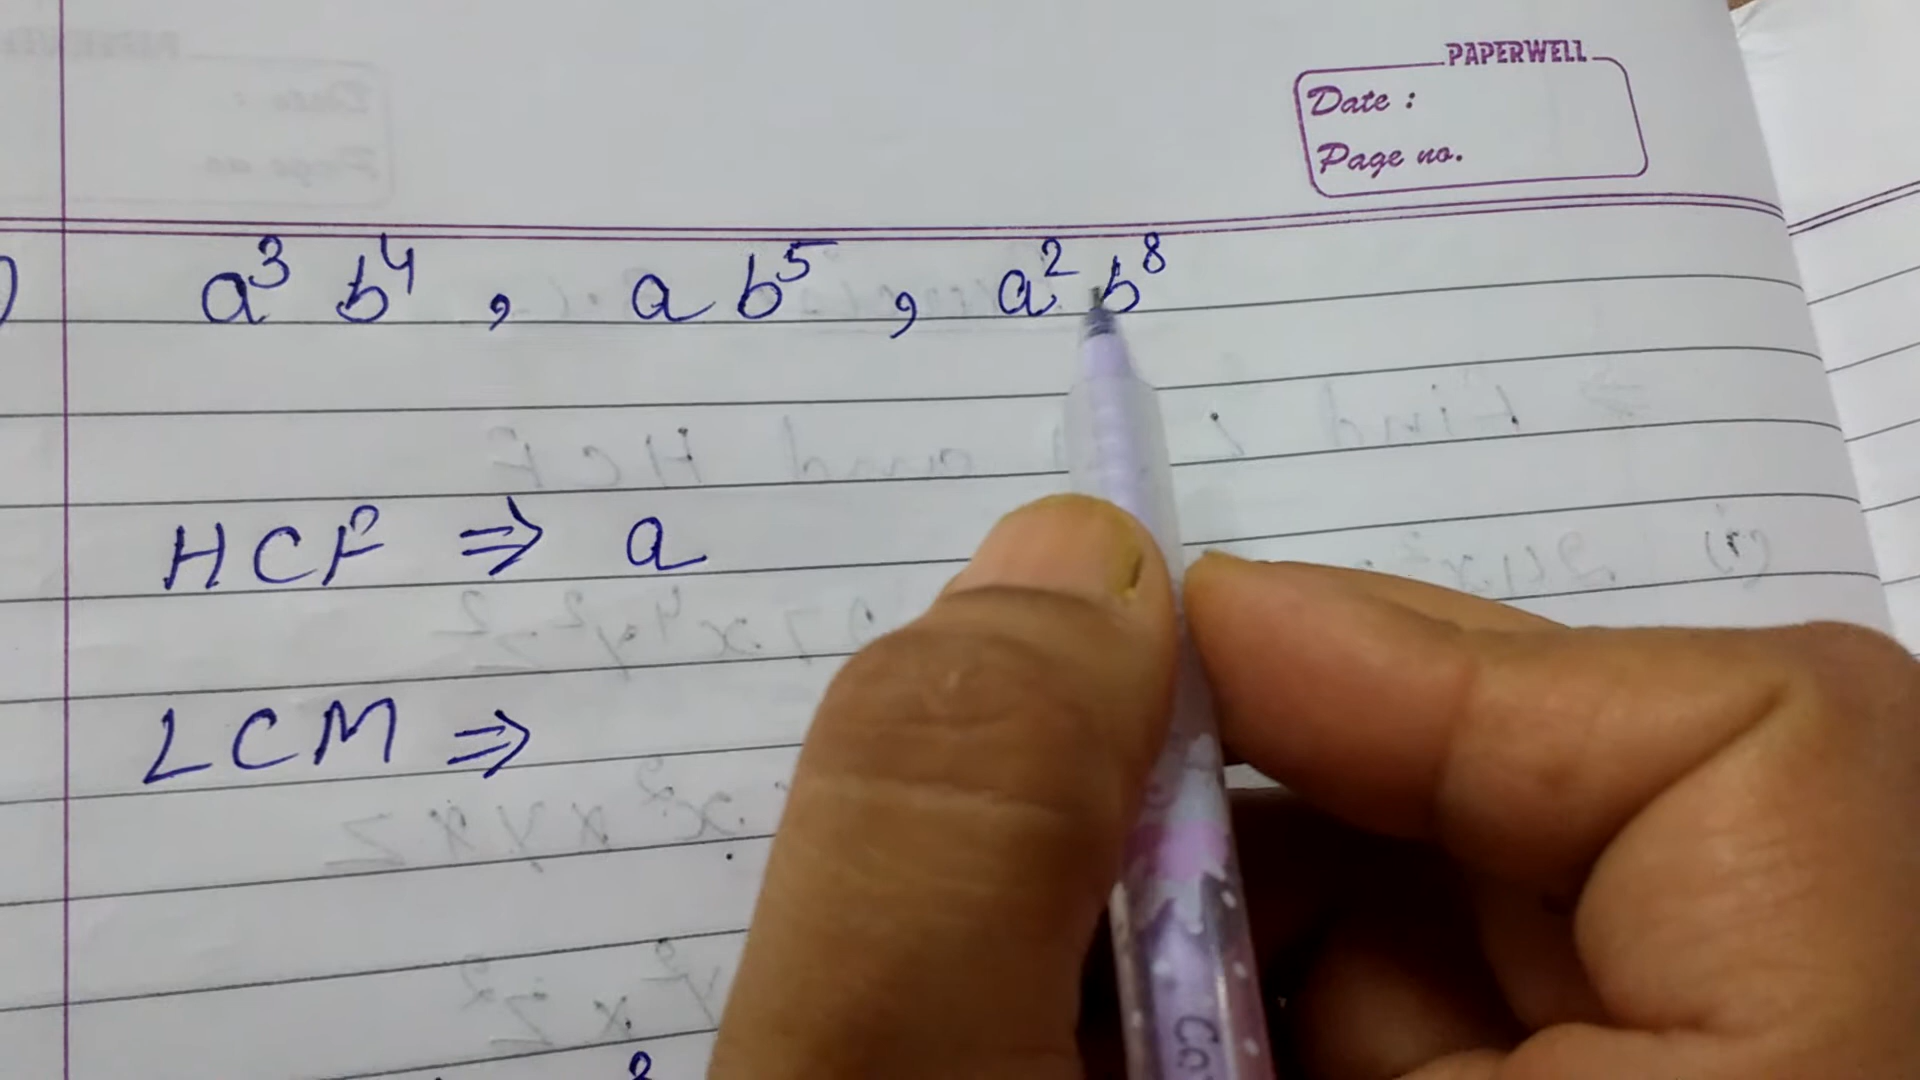 PAPERWELL
Date :
Page no.
) a³ b⁴ , a b⁵ , a² b⁸
HCF ⇒ a
LCM ⇒